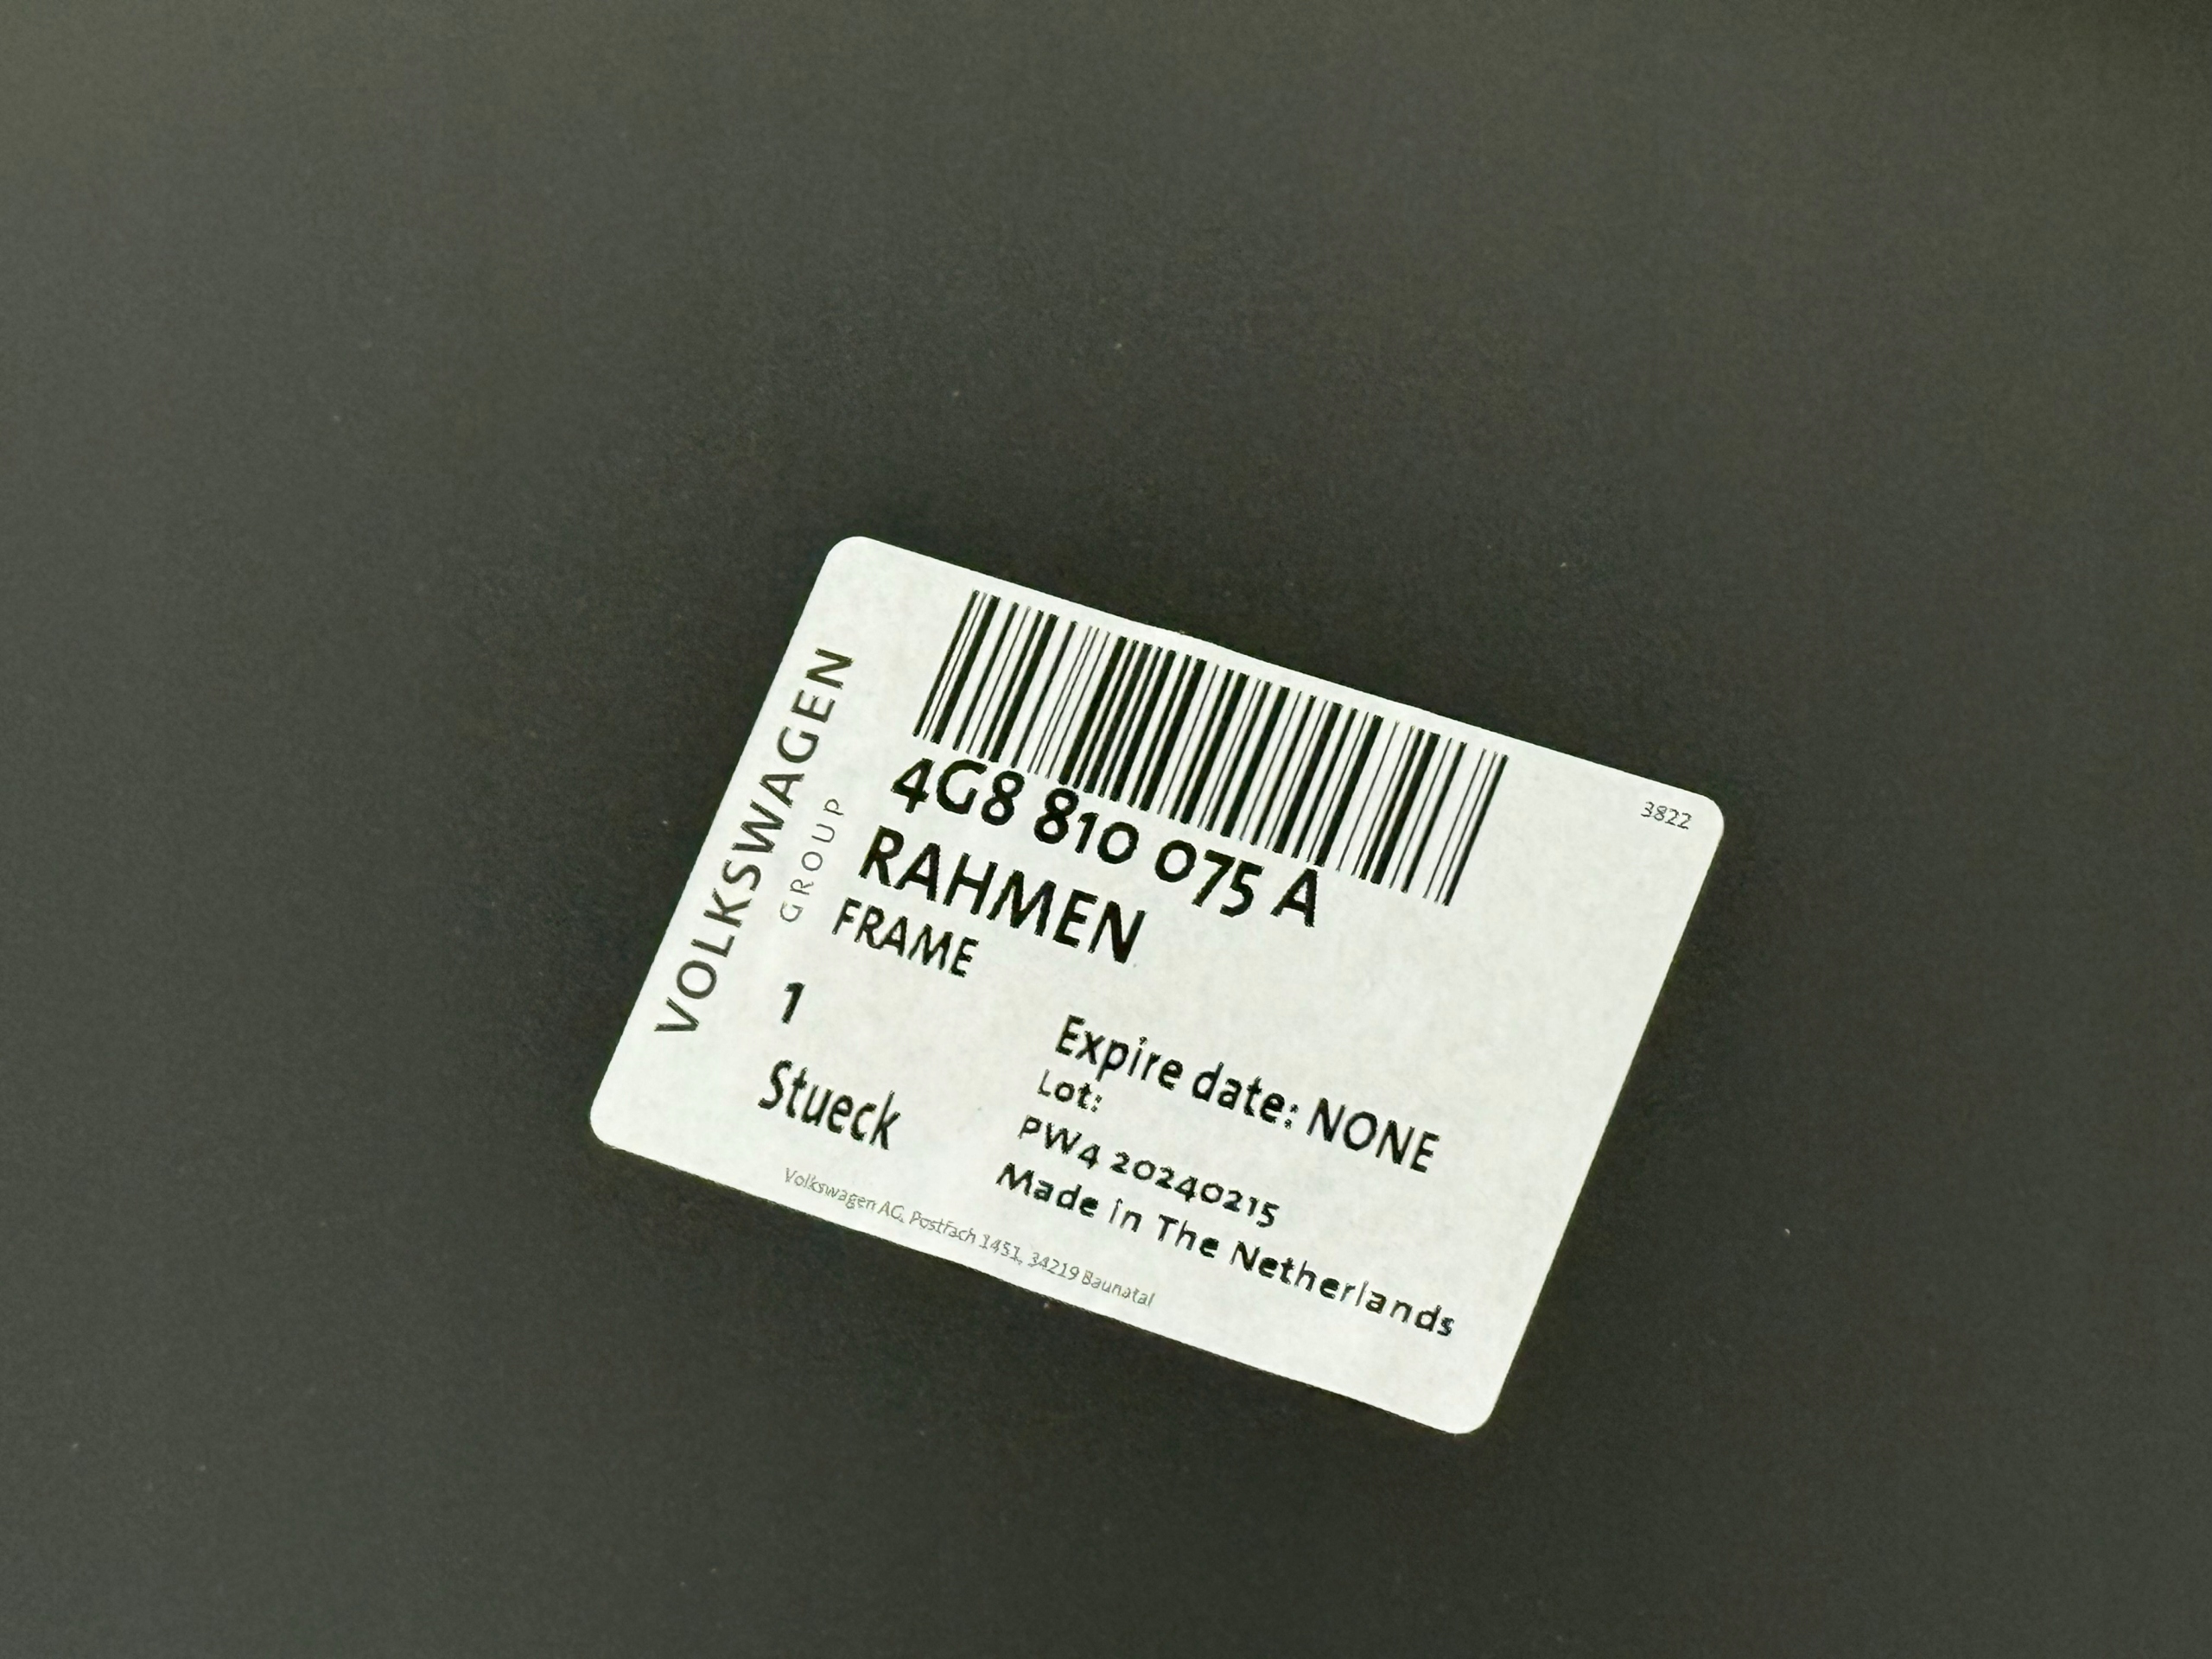 VOLKSWAGEN
GROUP
3822
4G8 810 075 A
RAHMEN
FRAME
1
Stueck
Expire date: NONE
Lot:
PW4 20240215
Made in The Netherlands
Volkswagen AG, Postfach 1451, 34219 Baunatal